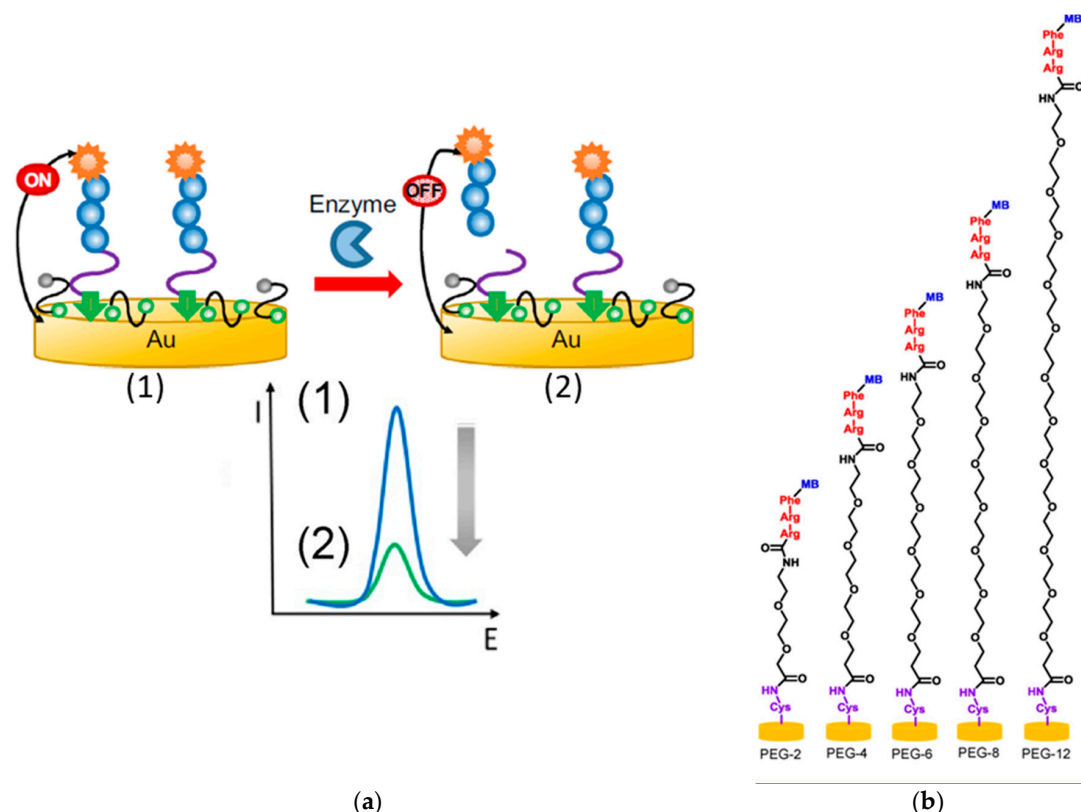 ON
Enzyme
OFF
Au
Au
(1)
(2)
I
(1)
(2)
E
(a)
MB
Phe
Arg
Arg
HN
O
O
O
O
O
O
O
O
O
O
O
O
O
O
HN
Cys
PEG-12
MB
Phe
Arg
Arg
HN
O
O
O
O
O
O
O
O
O
O
HN
Cys
PEG-8
MB
Phe
Arg
Arg
HN
O
O
O
O
O
O
O
O
HN
Cys
PEG-6
MB
Phe
Arg
Arg
HN
O
O
O
O
O
O
HN
Cys
PEG-4
MB
Phe
Arg
Arg
O
NH
O
O
O
HN
Cys
PEG-2
(b)